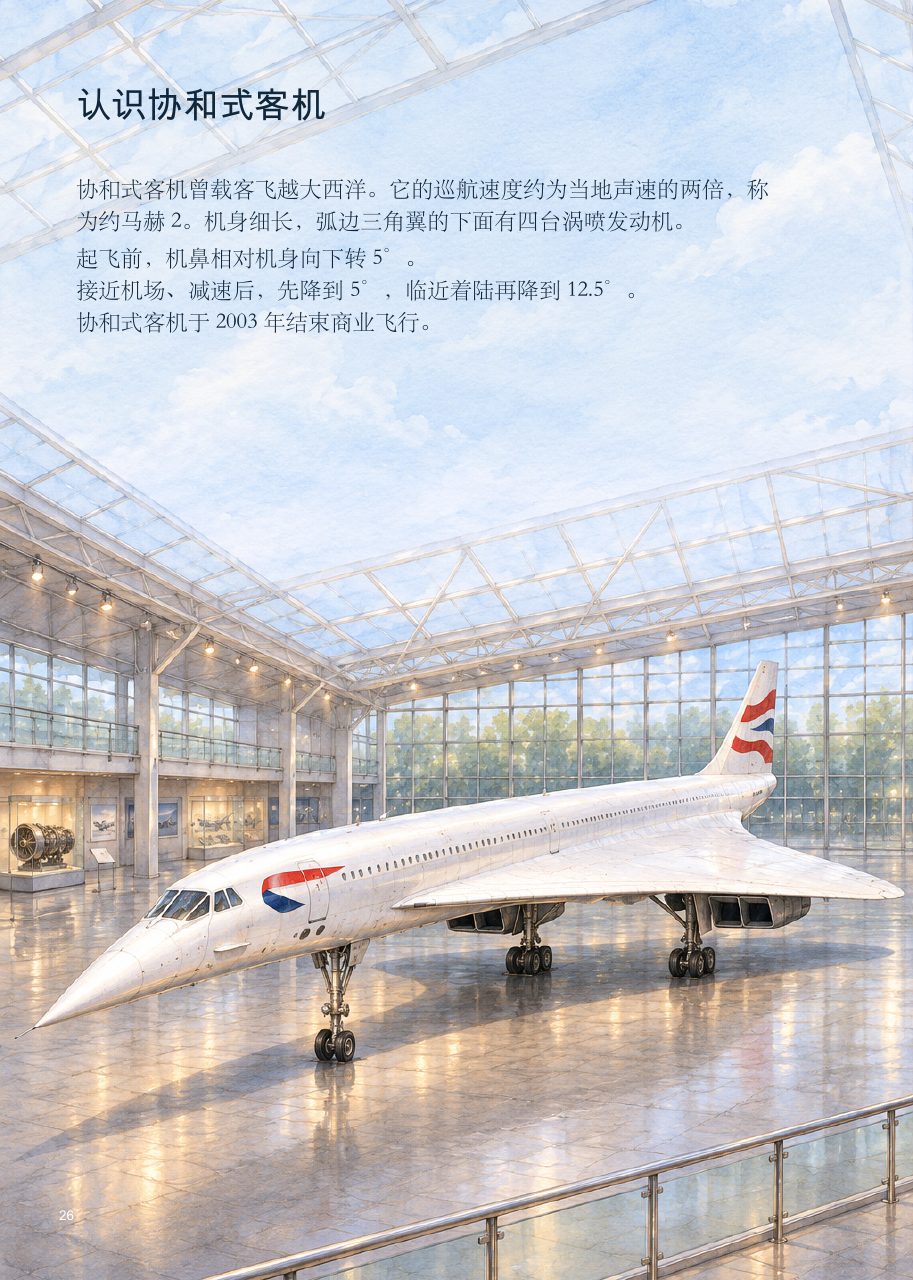 认识协和式客机
协和式客机曾载客飞越大西洋。它的巡航速度约为当地声速的两倍，称
为约马赫 2。机身细长，弧边三角翼的下面有四台涡喷发动机。
起飞前，机鼻相对机身向下转 5°。
接近机场、减速后，先降到 5°，临近着陆再降到 12.5°。
协和式客机于 2003 年结束商业飞行。
26